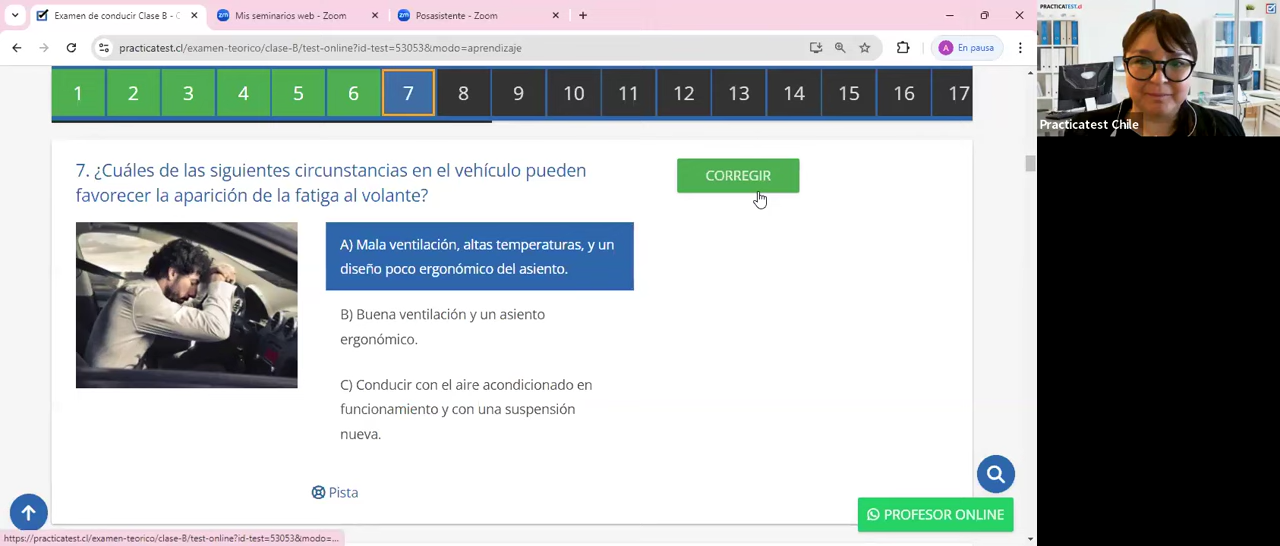 Examen de conducir Clase B - C
Mis seminarios web - Zoom
Posasistente - Zoom
practicatest.cl/examen-teorico/clase-B/test-online?id-test=53053&modo=aprendizaje
A En pausa
PRACTICATEST.cl
Practicatest Chile
1 2 3 4 5 6 7 8 9 10 11 12 13 14 15 16 17
7. ¿Cuáles de las siguientes circunstancias en el vehículo pueden
favorecer la aparición de la fatiga al volante?
CORREGIR
A) Mala ventilación, altas temperaturas, y un
diseño poco ergonómico del asiento.
B) Buena ventilación y un asiento
ergonómico.
C) Conducir con el aire acondicionado en
funcionamiento y con una suspensión
nueva.
Pista
PROFESOR ONLINE
https://practicatest.cl/examen-teorico/clase-B/test-online?id-test=53053&modo=...